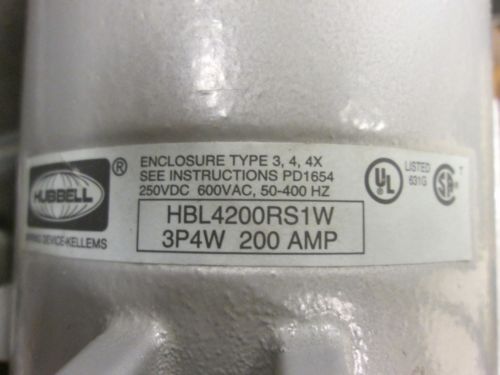 HUBBELL
®
WIRING DEVICE-KELLEMS
ENCLOSURE TYPE 3, 4, 4X
SEE INSTRUCTIONS PD1654
250VDC 600VAC, 50-400 HZ
HBL4200RS1W
3P4W 200 AMP
UL
LISTED
631G
SA
T